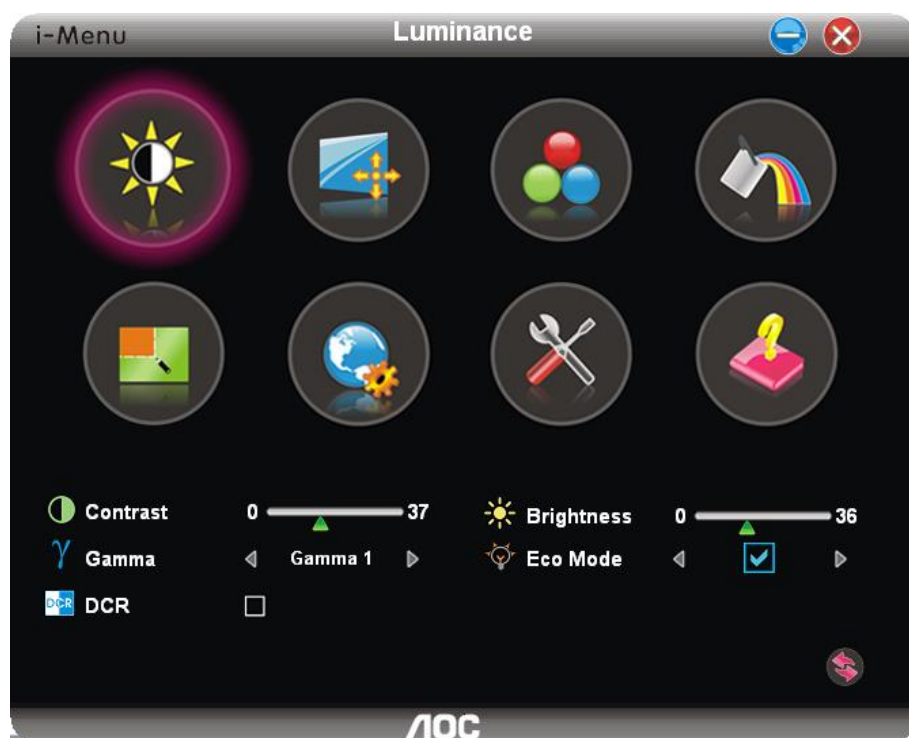 i-Menu
Luminance
Contrast 0 37
Brightness 0 36
γ Gamma Gamma 1
Eco Mode
DCR DCR
AOC